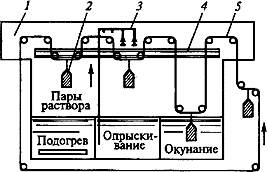 1 2 3 4 5
Пары
раствора
Подогрев
Опрыски-
вание
Окунание